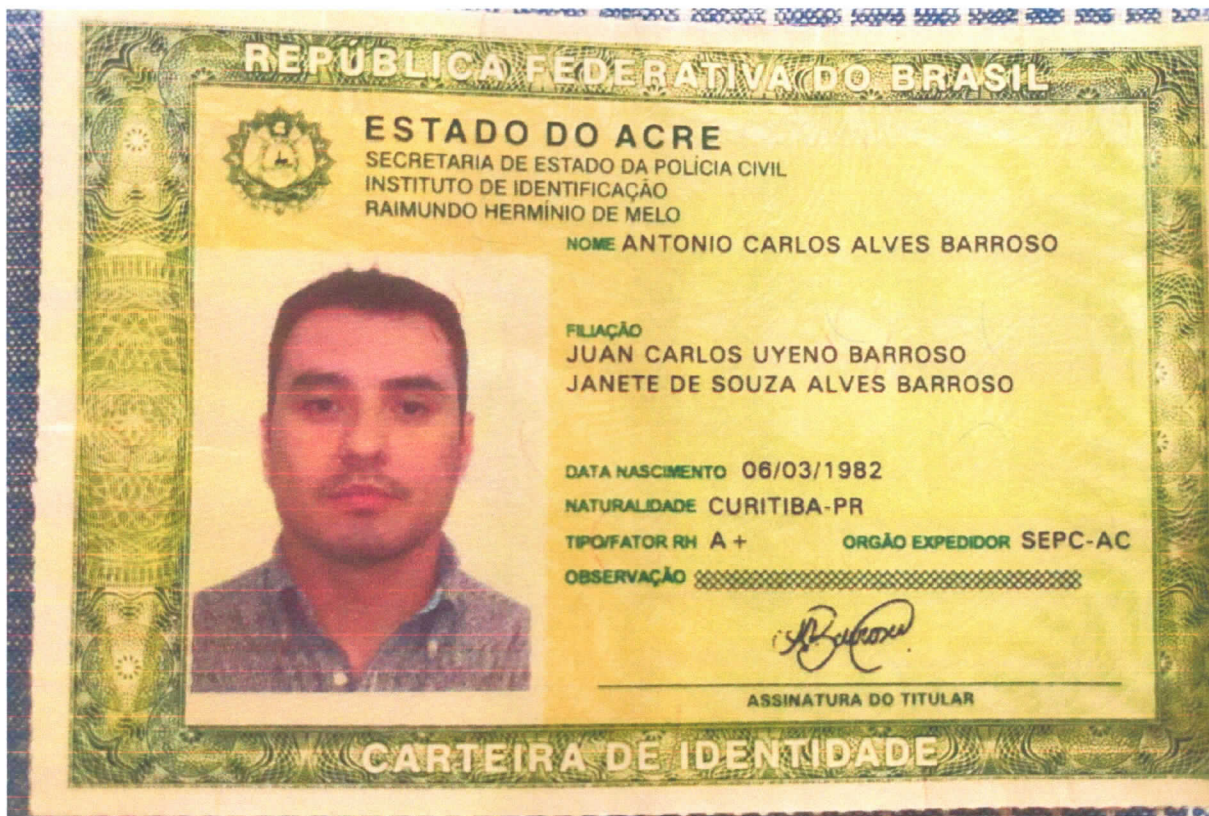 REPÚBLICA FEDERATIVA DO BRASIL
ESTADO DO ACRE
SECRETARIA DE ESTADO DA POLÍCIA CIVIL
INSTITUTO DE IDENTIFICAÇÃO
RAIMUNDO HERMÍNIO DE MELO
NOME ANTONIO CARLOS ALVES BARROSO
FILIAÇÃO
JUAN CARLOS UYENO BARROSO
JANETE DE SOUZA ALVES BARROSO
DATA NASCIMENTO 06/03/1982
NATURALIDADE CURITIBA-PR
TIPO/FATOR RH A + ORGÃO EXPEDIDOR SEPC-AC
OBSERVAÇÃO
ASSINATURA DO TITULAR
CARTEIRA DE IDENTIDADE